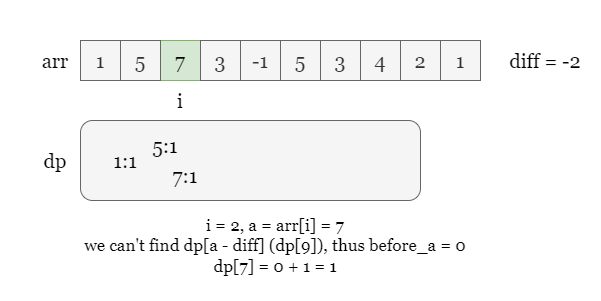 arr 1 5 7 3 -1 5 3 4 2 1 diff = -2
i
dp
5:1
1:1
7:1
i = 2, a = arr[i] = 7
we can't find dp[a - diff] (dp[9]), thus before_a = 0
dp[7] = 0 + 1 = 1